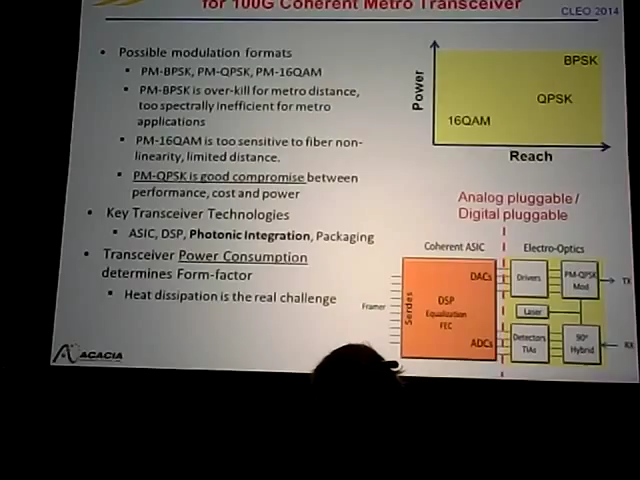 for 100G Coherent Metro Transceiver
CLEO 2014
• Possible modulation formats
▪ PM-BPSK, PM-QPSK, PM-16QAM
▪ PM-BPSK is over-kill for metro distance,
too spectrally inefficient for metro
applications
▪ PM-16QAM is too sensitive to fiber non-
linearity, limited distance.
▪ PM-QPSK is good compromise between
performance, cost and power
• Key Transceiver Technologies
▪ ASIC, DSP, Photonic Integration, Packaging
• Transceiver Power Consumption
determines Form-factor
▪ Heat dissipation is the real challenge
Power
BPSK
QPSK
16QAM
Reach
Analog pluggable/
Digital pluggable
Coherent ASIC
Electro-Optics
Framer
Serdes
DACs
DSP
Equalization
FEC
ADCs
Drivers
PM-QPSK
Mod
TX
Laser
Detectors
TIAs
90°
Hybrid
RX
ACACIA